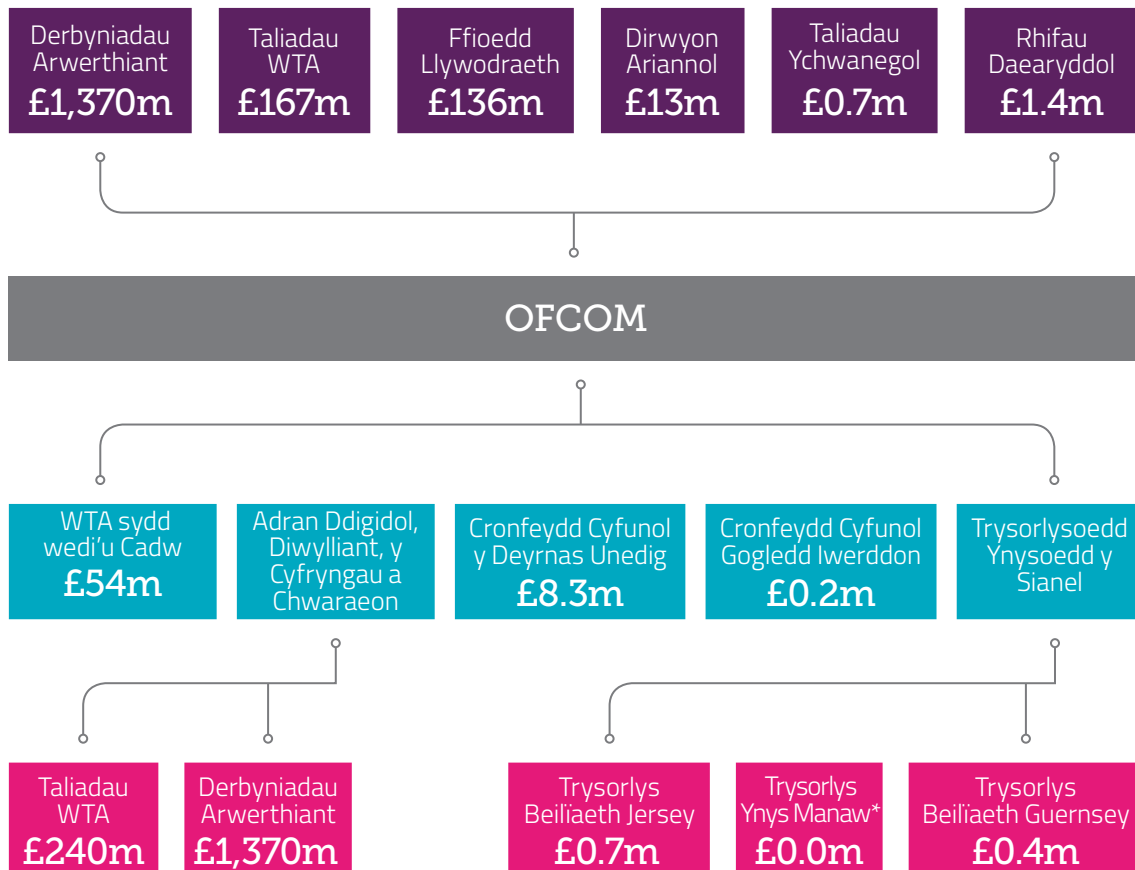 Derbyniadau
Arwerthiant
£1,370m
Taliadau
WTA
£167m
Ffioedd
Llywodraeth
£136m
Dirwyon
Ariannol
£13m
Taliadau
Ychwanegol
£0.7m
Rhifau
Daearyddol
£1.4m
OFCOM
WTA sydd
wedi'u Cadw
£54m
Adran Ddigidol,
Diwylliant, y
Cyfryngau a
Chwaraeon
Cronfeydd Cyfunol
y Deyrnas Unedig
£8.3m
Cronfeydd Cyfunol
Gogledd Iwerddon
£0.2m
Trysorlysoedd
Ynysoedd y
Sianel
Taliadau
WTA
£240m
Derbyniadau
Arwerthiant
£1,370m
Trysorlys
Beilïaeth Jersey
£0.7m
Trysorlys
Ynys Manaw*
£0.0m
Trysorlys
Beilïaeth Guernsey
£0.4m